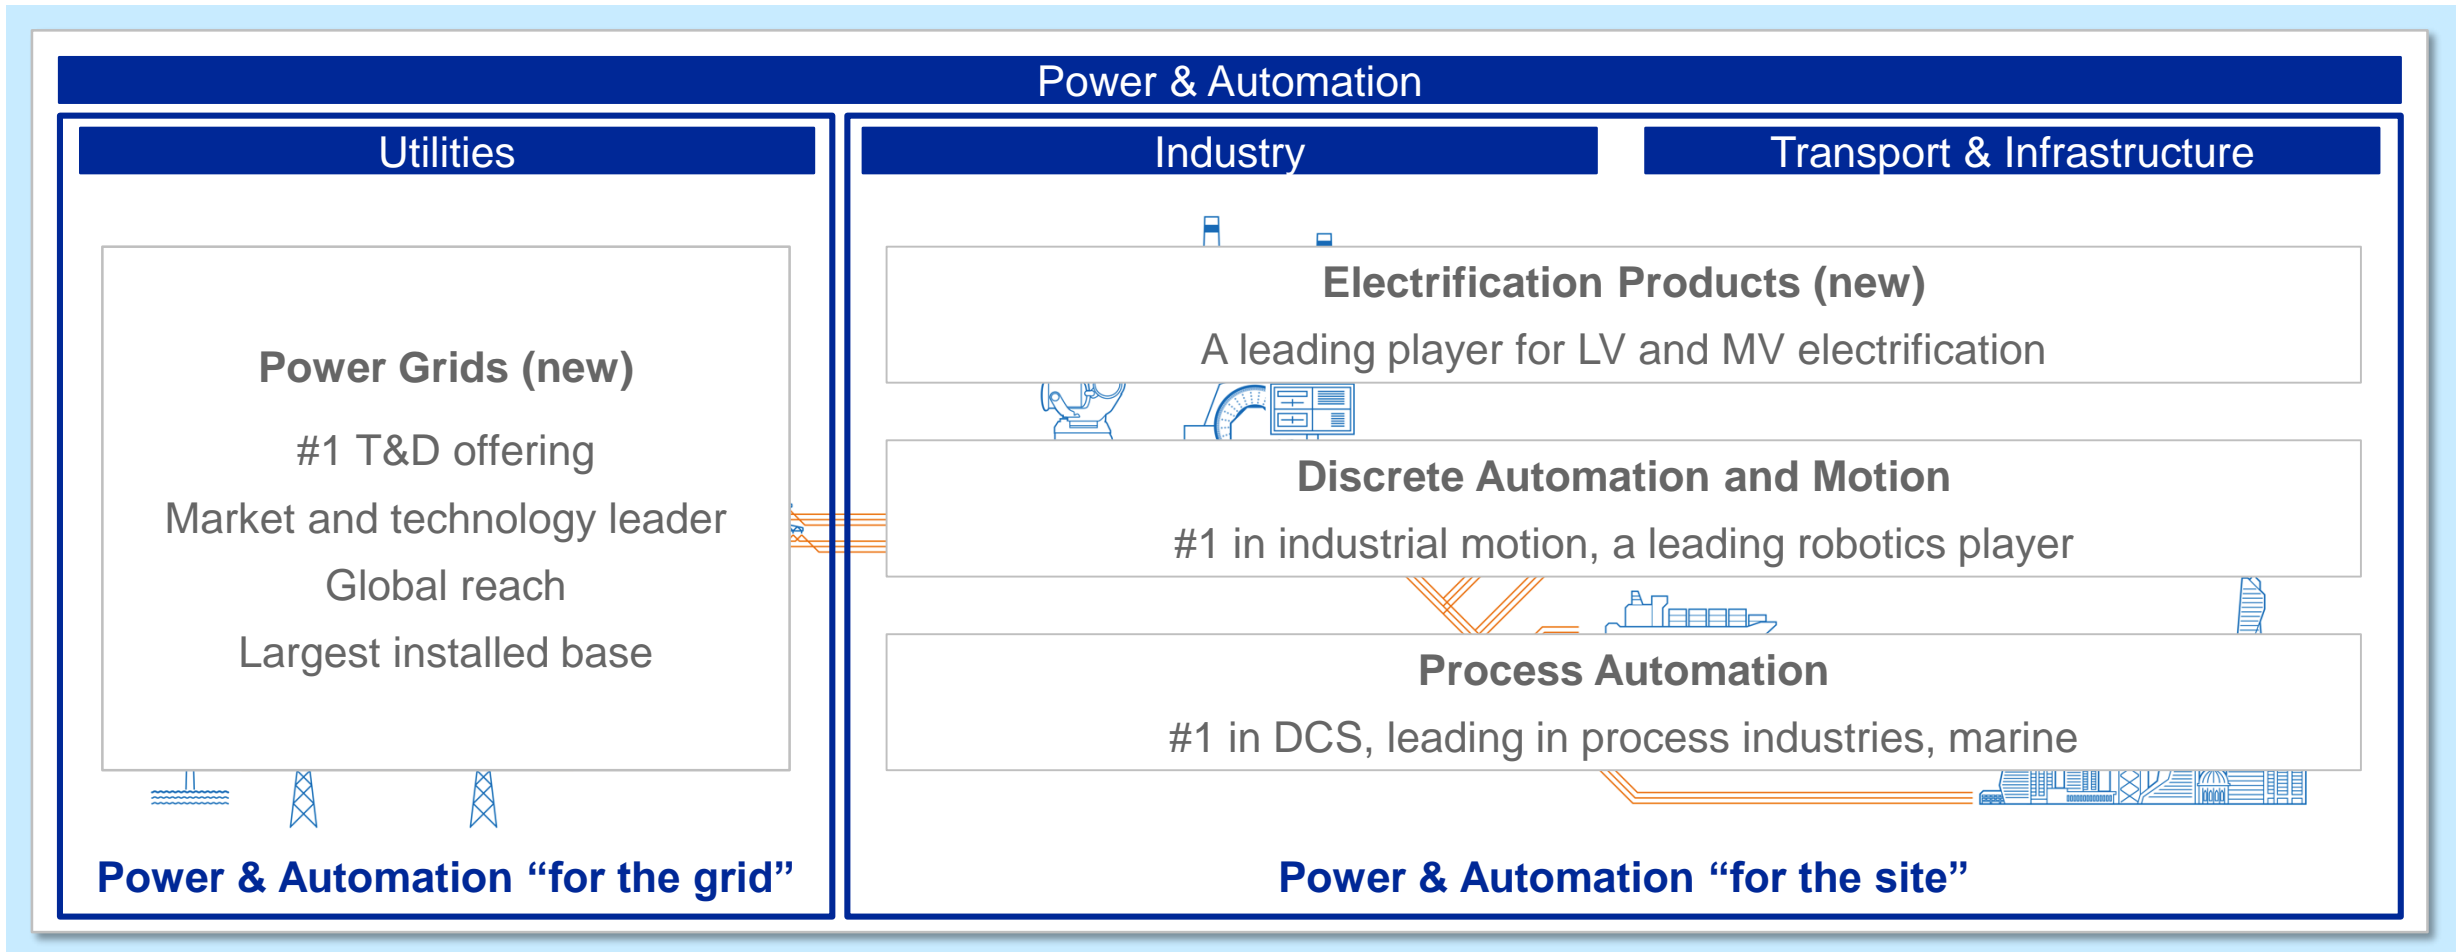 Power & Automation
Utilities
Industry
Transport & Infrastructure
Power Grids (new)
#1 T&D offering
Market and technology leader
Global reach
Largest installed base
Power & Automation “for the grid”
Electrification Products (new)
A leading player for LV and MV electrification
Discrete Automation and Motion
#1 in industrial motion, a leading robotics player
Process Automation
#1 in DCS, leading in process industries, marine
Power & Automation “for the site”